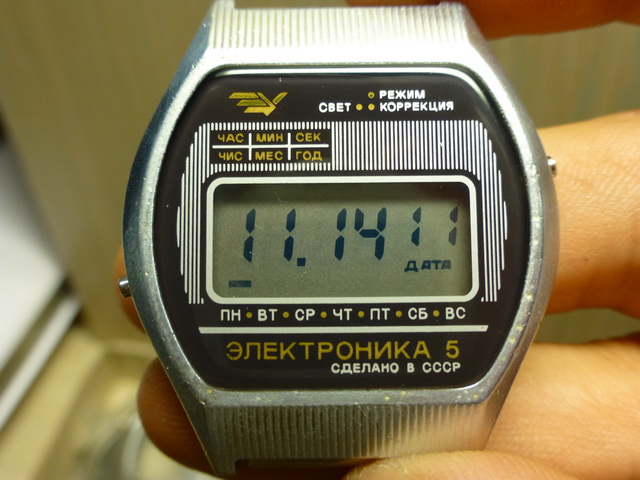 РЕЖИМ
СВЕТ КОРРЕКЦИЯ
ЧАС МИН СЕК
ЧИС МЕС ГОД
11.14 11
ДАТА
ПН • ВТ • СР • ЧТ • ПТ • СБ • ВС
ЭЛЕКТРОНИКА 5
СДЕЛАНО В СССР